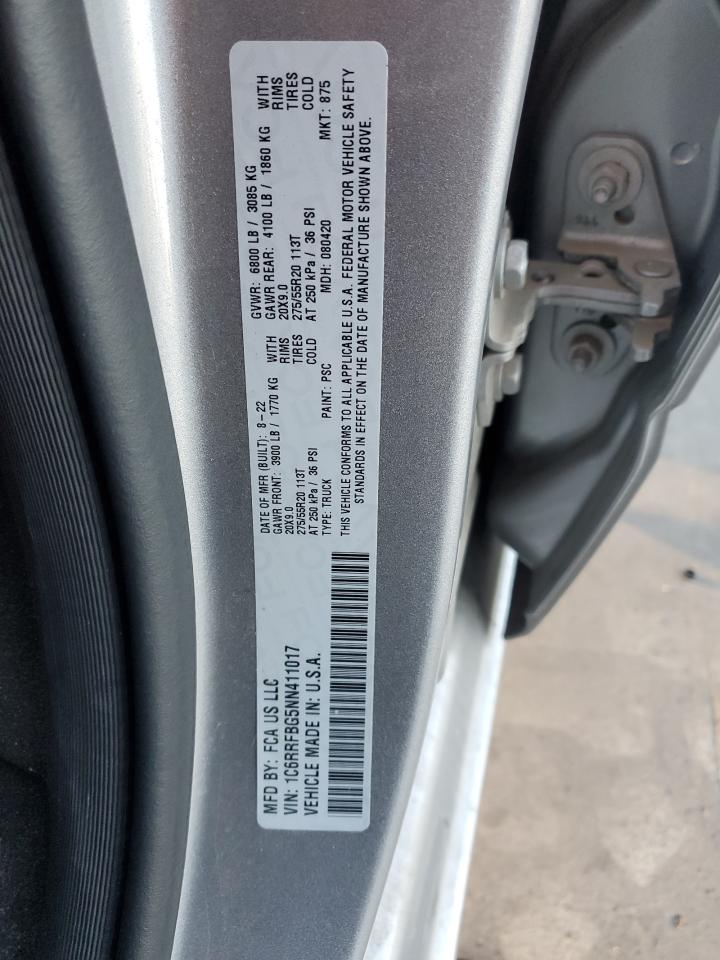 MFD BY: FCA US LLC
VIN: 1C6RRFBG5NN411017
VEHICLE MADE IN: U.S.A.
DATE OF MFR (BUILT): 8-22 GVWR: 6800 LB / 3085 KG
GAWR FRONT: 3900 LB / 1770 KG WITH GAWR REAR: 4100 LB / 1860 KG WITH
20X9.0 RIMS 20X9.0 RIMS
275/55R20 113T TIRES 275/55R20 113T TIRES
AT 250 kPa / 36 PSI COLD AT 250 kPa / 36 PSI COLD
TYPE: TRUCK PAINT: PSC MDH: 080420 MKT: 875
THIS VEHICLE CONFORMS TO ALL APPLICABLE U.S.A. FEDERAL MOTOR VEHICLE SAFETY
STANDARDS IN EFFECT ON THE DATE OF MANUFACTURE SHOWN ABOVE.